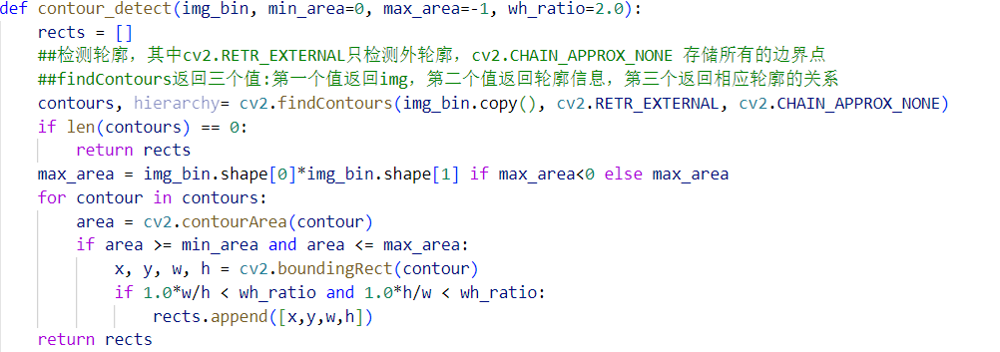 def contour_detect(img_bin, min_area=0, max_area=-1, wh_ratio=2.0):
    rects = []
    ##检测轮廓，其中cv2.RETR_EXTERNAL只检测外轮廓，cv2.CHAIN_APPROX_NONE 存储所有的边界点
    ##findContours返回三个值:第一个值返回img，第二个值返回轮廓信息，第三个返回相应轮廓的关系
    contours, hierarchy= cv2.findContours(img_bin.copy(), cv2.RETR_EXTERNAL, cv2.CHAIN_APPROX_NONE)
    if len(contours) == 0:
        return rects
    max_area = img_bin.shape[0]*img_bin.shape[1] if max_area<0 else max_area
    for contour in contours:
        area = cv2.contourArea(contour)
        if area >= min_area and area <= max_area:
            x, y, w, h = cv2.boundingRect(contour)
            if 1.0*w/h < wh_ratio and 1.0*h/w < wh_ratio:
                rects.append([x,y,w,h])
    return rects